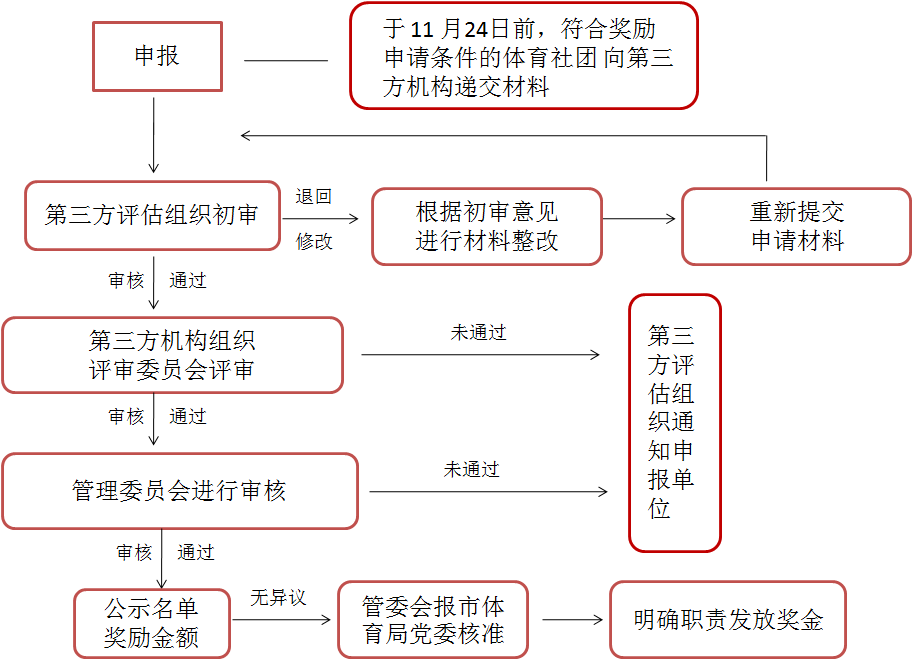 申报
于 11 月24日前，符合奖励
申请条件的体育社团 向第三
方机构递交材料
第三方评估组织初审
退回
修改
根据初审意见
进行材料整改
重新提交
申请材料
审核 通过
第三方机构组织
评审委员会评审
未通过
第三
方评
估组
织通
知申
报单
位
审核 通过
管理委员会进行审核
未通过
审核 通过
公示名单
奖励金额
无异议
管委会报市体
育局党委核准
明确职责发放奖金